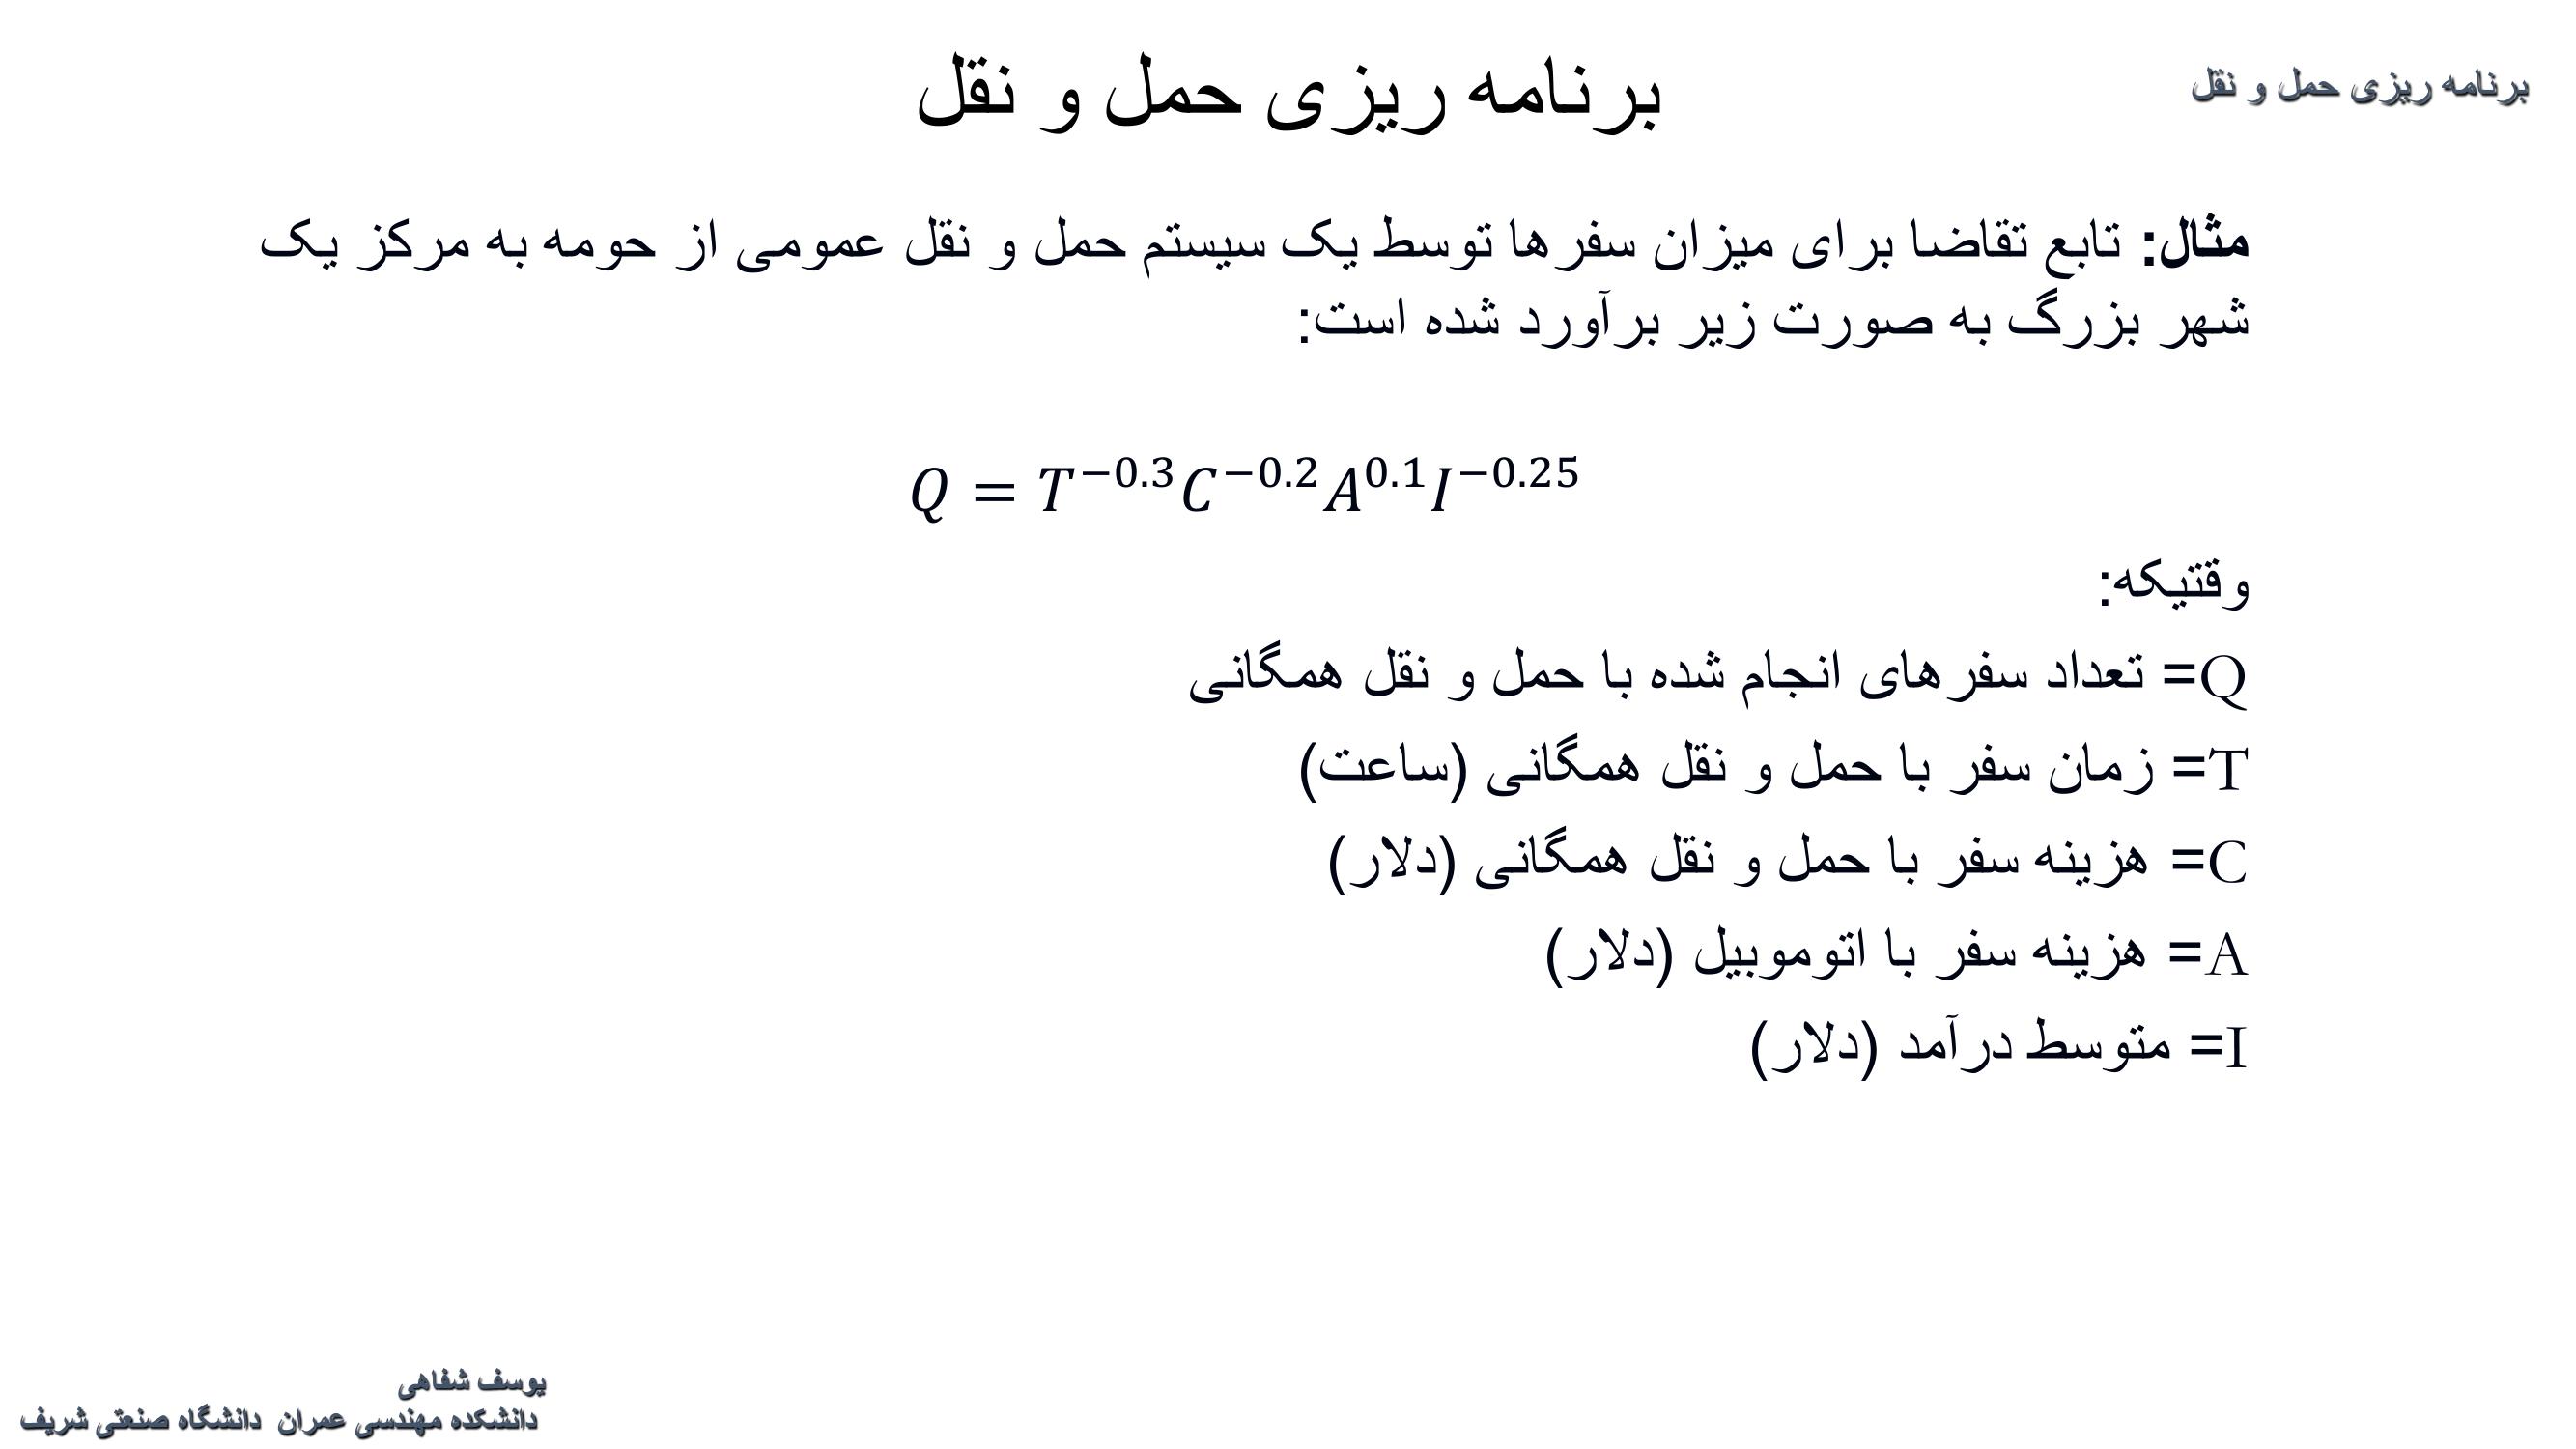 برنامه ریزی حمل و نقل
برنامه ریزی حمل و نقل
مثال: تابع تقاضا برای میزان سفرها توسط یک سیستم حمل و نقل عمومی از حومه به مرکز یک
شهر بزرگ به صورت زیر برآورد شده است:
$Q = T^{-0.3}C^{-0.2}A^{0.1}I^{-0.25}$
وقتیکه:
Q= تعداد سفرهای انجام شده با حمل و نقل همگانی
T= زمان سفر با حمل و نقل همگانی (ساعت)
C= هزینه سفر با حمل و نقل همگانی (دلار)
A= هزینه سفر با اتوموبیل (دلار)
I= متوسط درآمد (دلار)
یوسف شفاهی
دانشکده مهندسی عمران دانشگاه صنعتی شریف